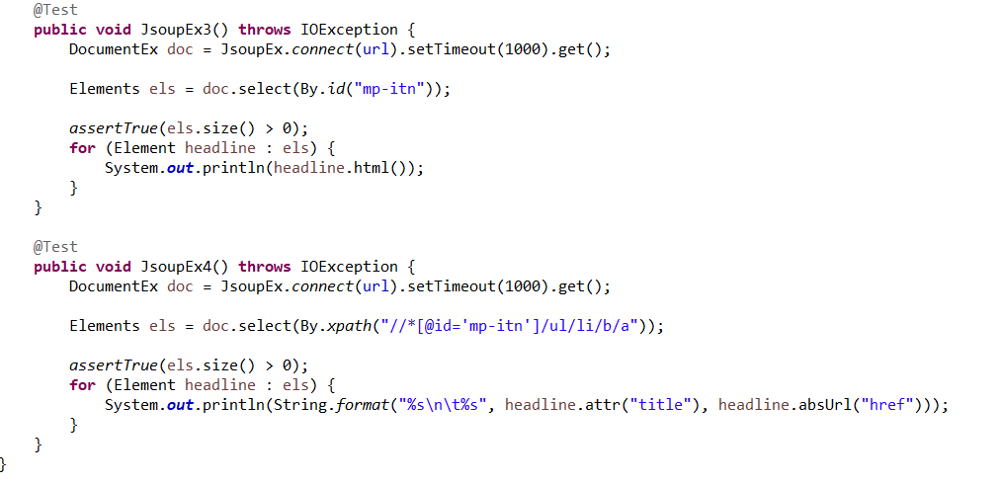 @Test
public void JsoupEx3() throws IOException {
DocumentEx doc = JsoupEx.connect(url).setTimeout(1000).get();
Elements els = doc.select(By.id("mp-itn"));
assertTrue(els.size() > 0);
for (Element headline : els) {
System.out.println(headline.html());
}
}
@Test
public void JsoupEx4() throws IOException {
DocumentEx doc = JsoupEx.connect(url).setTimeout(1000).get();
Elements els = doc.select(By.xpath("//*[@id='mp-itn']/ul/li/b/a"));
assertTrue(els.size() > 0);
for (Element headline : els) {
System.out.println(String.format("%s\n\t%s", headline.attr("title"), headline.absUrl("href")));
}
}
}